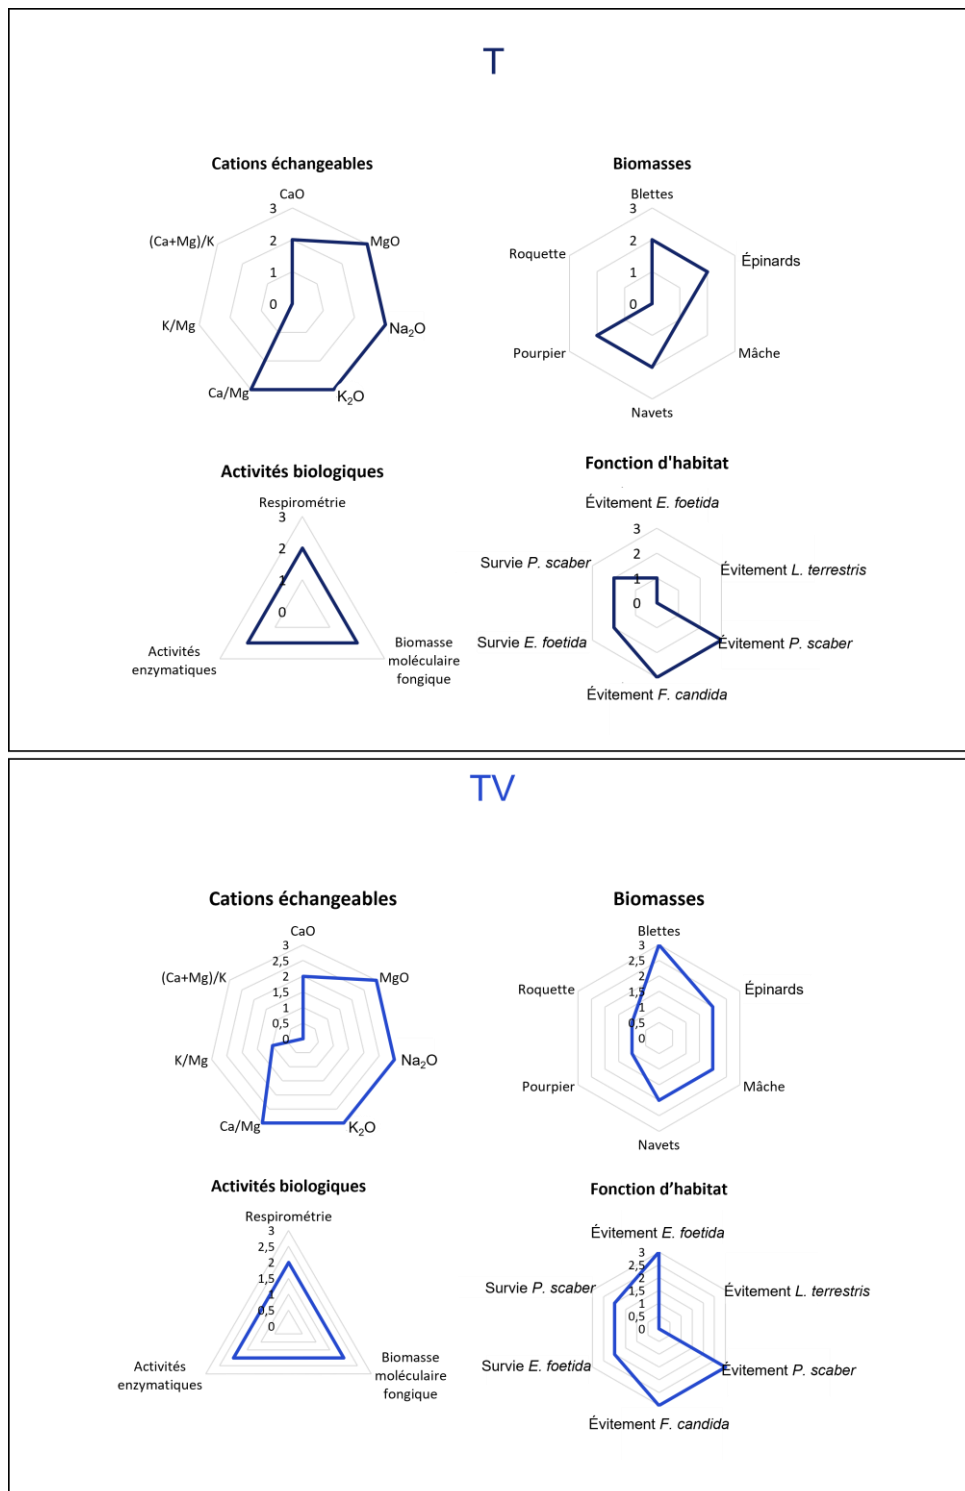 T
Cations échangeables
CaO
3
2
1
0
MgO
Na₂O
K₂O
Ca/Mg
K/Mg
(Ca+Mg)/K
Biomasses
Blettes
3
2
1
0
Épinards
Mâche
Navets
Pourpier
Roquette
Activités biologiques
Respirométrie
3
2
1
0
Biomasse
moléculaire
fongique
Activités
enzymatiques
Fonction d'habitat
Évitement E. foetida
3
2
1
0
Évitement L. terrestris
Évitement P. scaber
Évitement F. candida
Survie E. foetida
Survie P. scaber
TV
Cations échangeables
CaO
3
2,5
2
1,5
1
0,5
0
MgO
Na₂O
K₂O
Ca/Mg
K/Mg
(Ca+Mg)/K
Biomasses
Blettes
3
2,5
2
1,5
1
0,5
0
Épinards
Mâche
Navets
Pourpier
Roquette
Activités biologiques
Respirométrie
3
2,5
2
1,5
1
0,5
0
Biomasse
moléculaire
fongique
Activités
enzymatiques
Fonction d’habitat
Évitement E. foetida
3
2,5
2
1,5
1
0,5
0
Évitement L. terrestris
Évitement P. scaber
Évitement F. candida
Survie E. foetida
Survie P. scaber